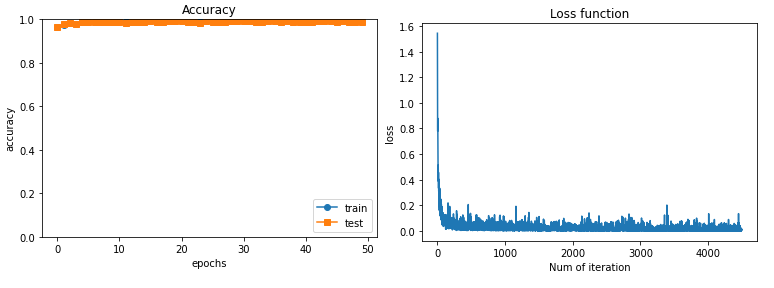 Accuracy
1.0
0.8
0.6
0.4
0.2
0.0
accuracy
0 10 20 30 40 50
epochs
train
test
Loss function
1.6
1.4
1.2
1.0
0.8
0.6
0.4
0.2
0.0
loss
0 1000 2000 3000 4000
Num of iteration